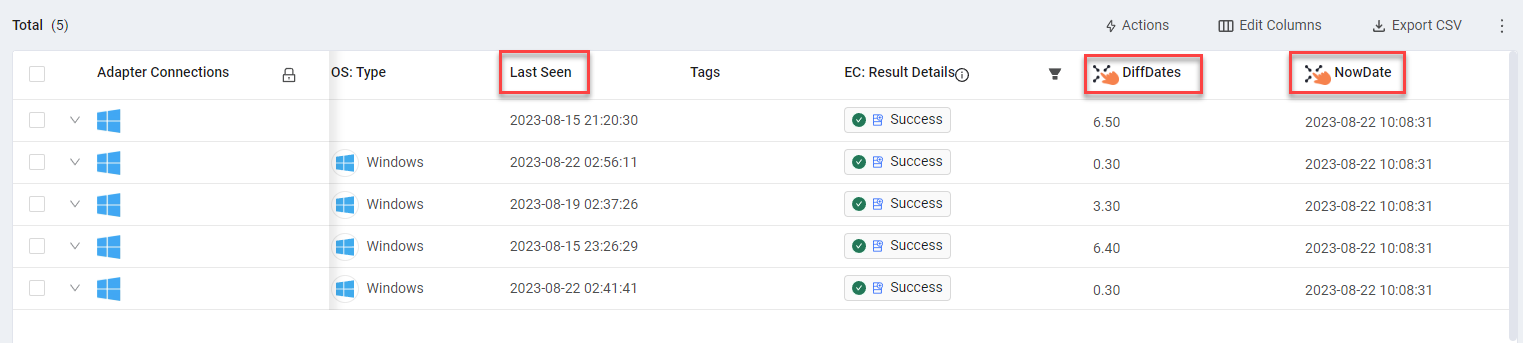 Total (5) Actions Edit Columns Export CSV
Adapter Connections OS: Type Last Seen Tags EC: Result Details DiffDates NowDate
2023-08-15 21:20:30 Success 6.50 2023-08-22 10:08:31
Windows 2023-08-22 02:56:11 Success 0.30 2023-08-22 10:08:31
Windows 2023-08-19 02:37:26 Success 3.30 2023-08-22 10:08:31
Windows 2023-08-15 23:26:29 Success 6.40 2023-08-22 10:08:31
Windows 2023-08-22 02:41:41 Success 0.30 2023-08-22 10:08:31